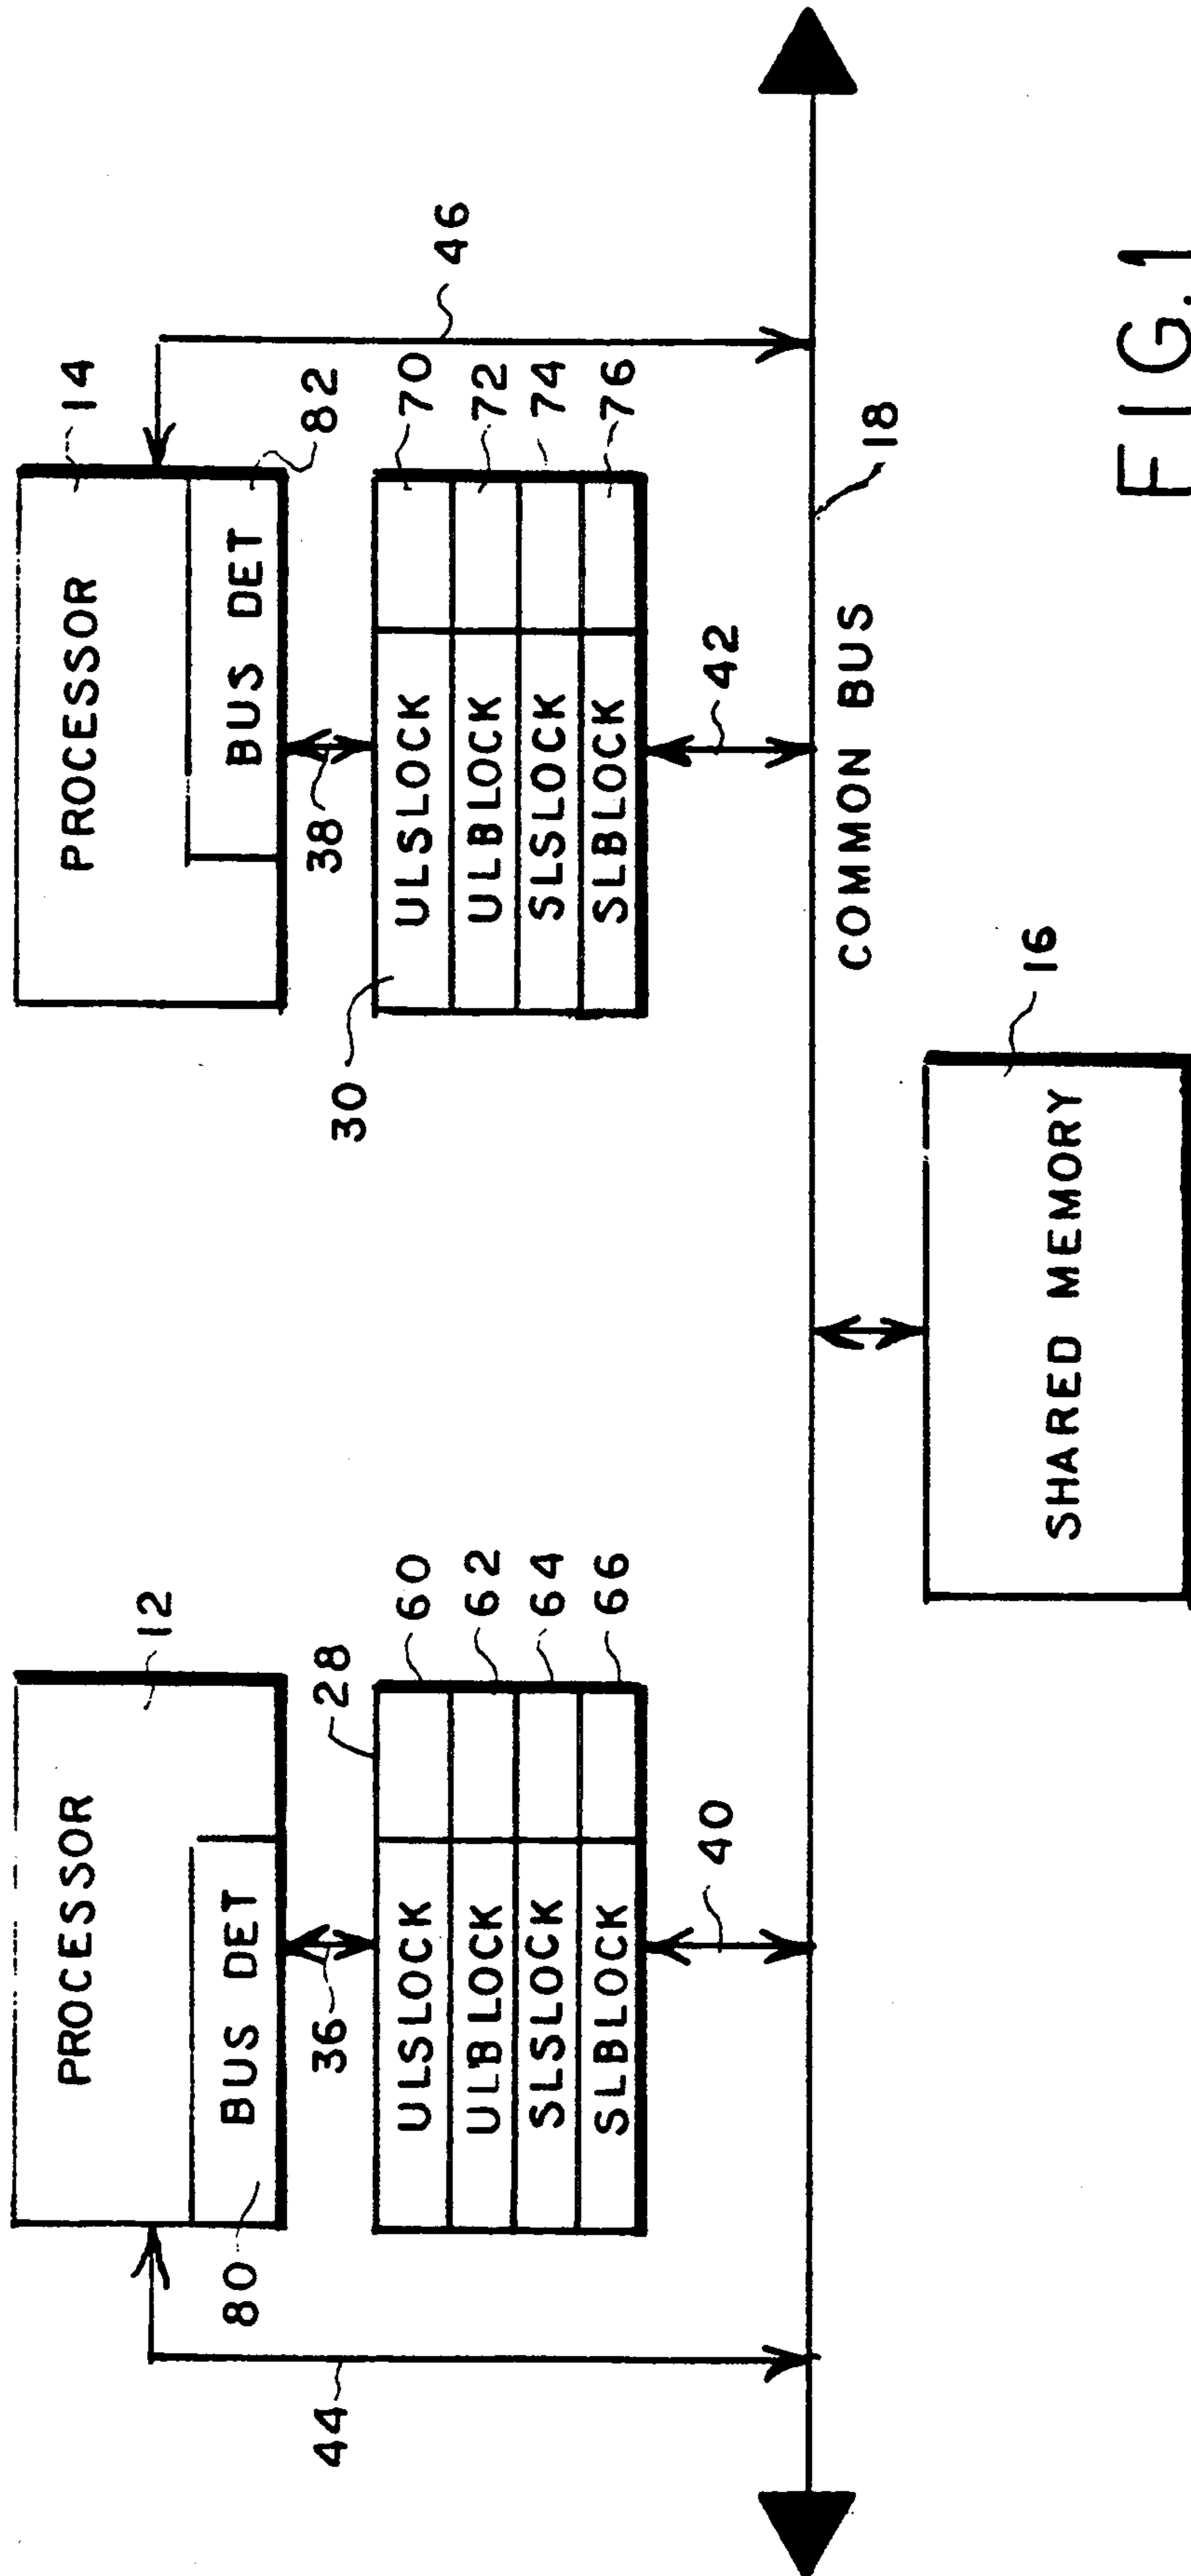 PROCESSOR
12
BUS DET
80
44
36
28
ULSLOCK
60
ULBLOCK
62
SLSLOCK
64
SLBLOCK
66
40
PROCESSOR
14
BUS DET
82
38
46
30
ULSLOCK
70
ULBLOCK
72
SLSLOCK
74
SLBLOCK
76
42
18
COMMON BUS
SHARED MEMORY
16
FIG. 1